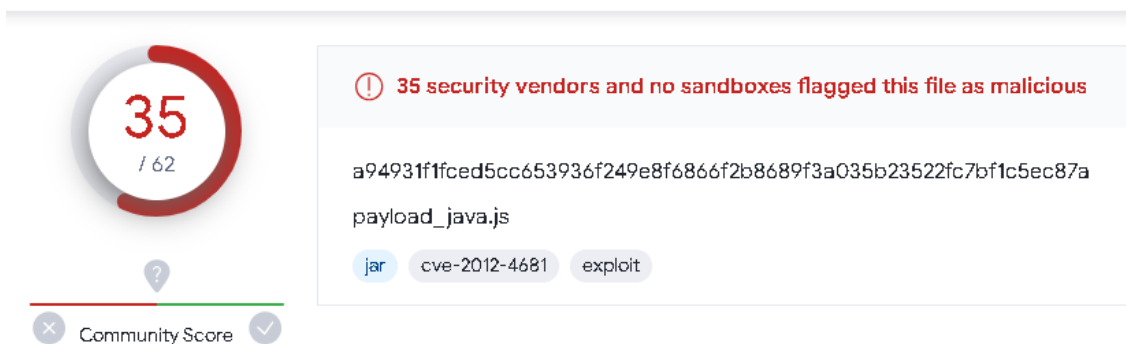 35
/ 62
Community Score
35 security vendors and no sandboxes flagged this file as malicious
a94931f1fced5cc653936f249e8f6866f2b8689f3a035b23522fc7bf1c5ec87a
payload_java.js
jar cve-2012-4681 exploit